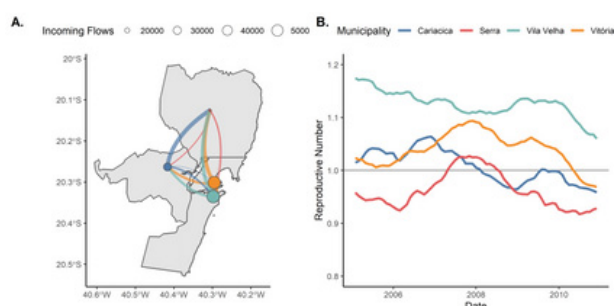 A.
Incoming Flows 20000 30000 40000 5000
20°S
20.1°S
20.2°S
20.3°S
20.4°S
20.5°S
40.6°W 40.5°W 40.4°W 40.3°W 40.2°W
B.
Municipality Cariacica Serra Vila Velha Vitória
Reproductive Number
1.2
1.1
1.0
0.9
0.8
2006 2008 2010
Date